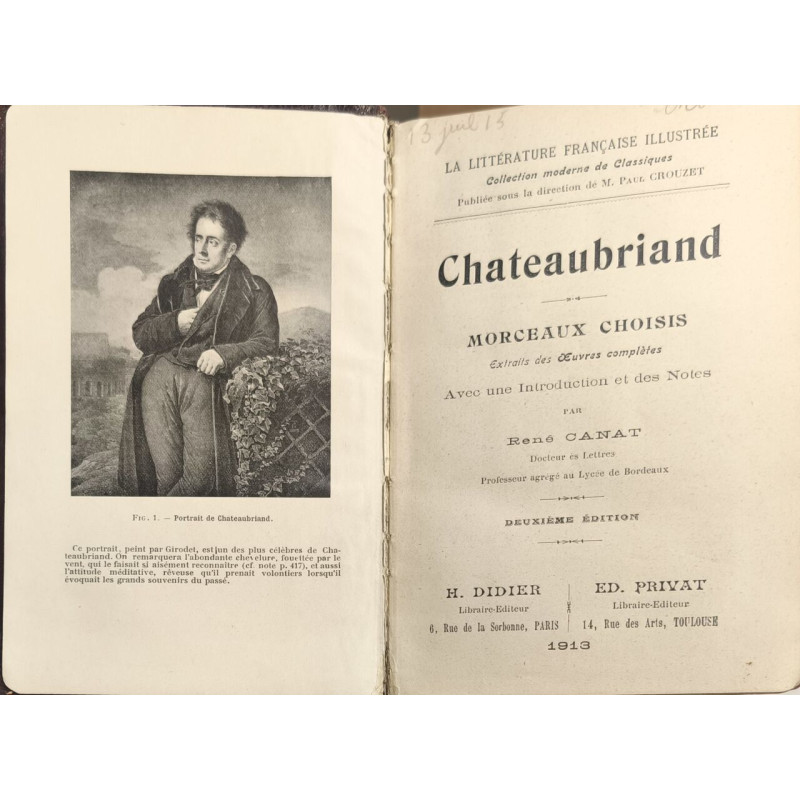 FIG. 1. — Portrait de Chateaubriand.
Ce portrait, peint par Girodet, est un des plus célèbres de Cha-
teaubriand. On remarquera l'abondante chevelure, fouettée par le
vent, qui le faisait si aisément reconnaître (cf. note p. 417), et aussi
l'attitude méditative, rêveuse qu'il prenait volontiers lorsqu'il
évoquait les grands souvenirs du passé.
13 juil 15
LA LITTÉRATURE FRANÇAISE ILLUSTRÉE
Collection moderne de Classiques
Publiée sous la direction de M. PAUL CROUZET
Chateaubriand
MORCEAUX CHOISIS
Extraits des Œuvres complètes
Avec une Introduction et des Notes
PAR
René CANAT
Docteur ès Lettres
Professeur agrégé au Lycée de Bordeaux
DEUXIÈME ÉDITION
H. DIDIER
Libraire-Editeur
6, Rue de la Sorbonne, PARIS
ED. PRIVAT
Libraire-Editeur
14, Rue des Arts, TOULOUSE
1913